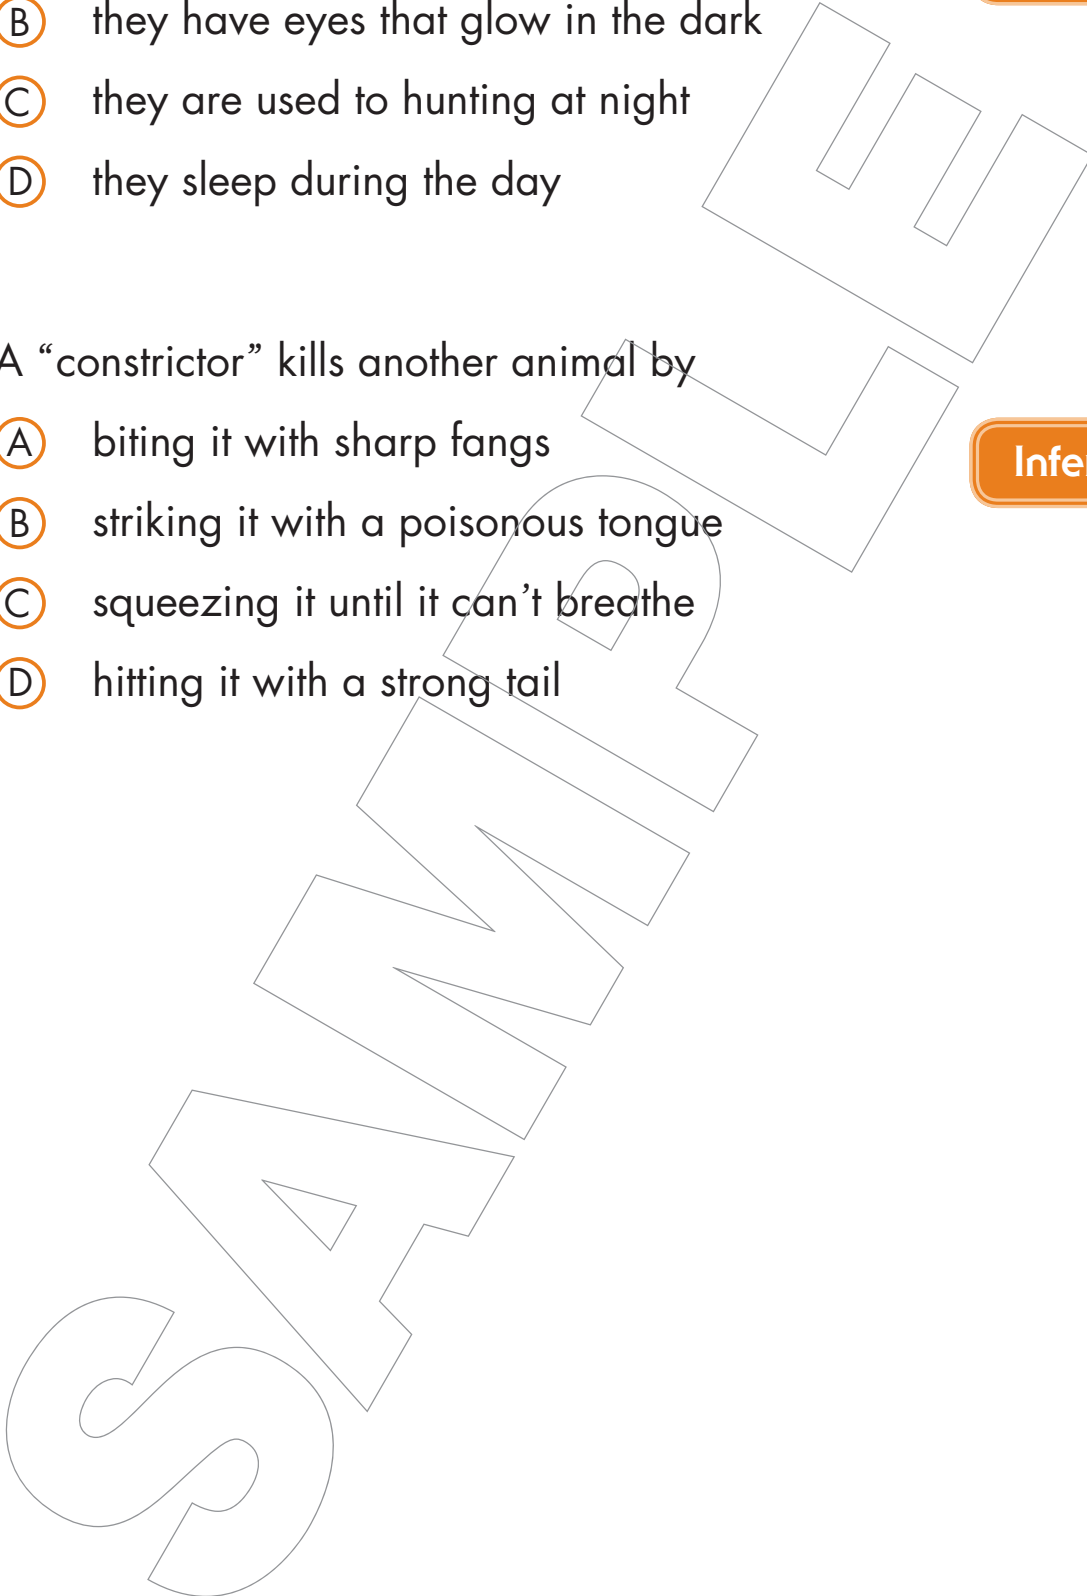 B they have eyes that glow in the dark
C they are used to hunting at night
D they sleep during the day
A “constrictor” kills another animal by
A biting it with sharp fangs
Infe
B striking it with a poisonous tongue
C squeezing it until it can’t breathe
D hitting it with a strong tail
SAMPLE